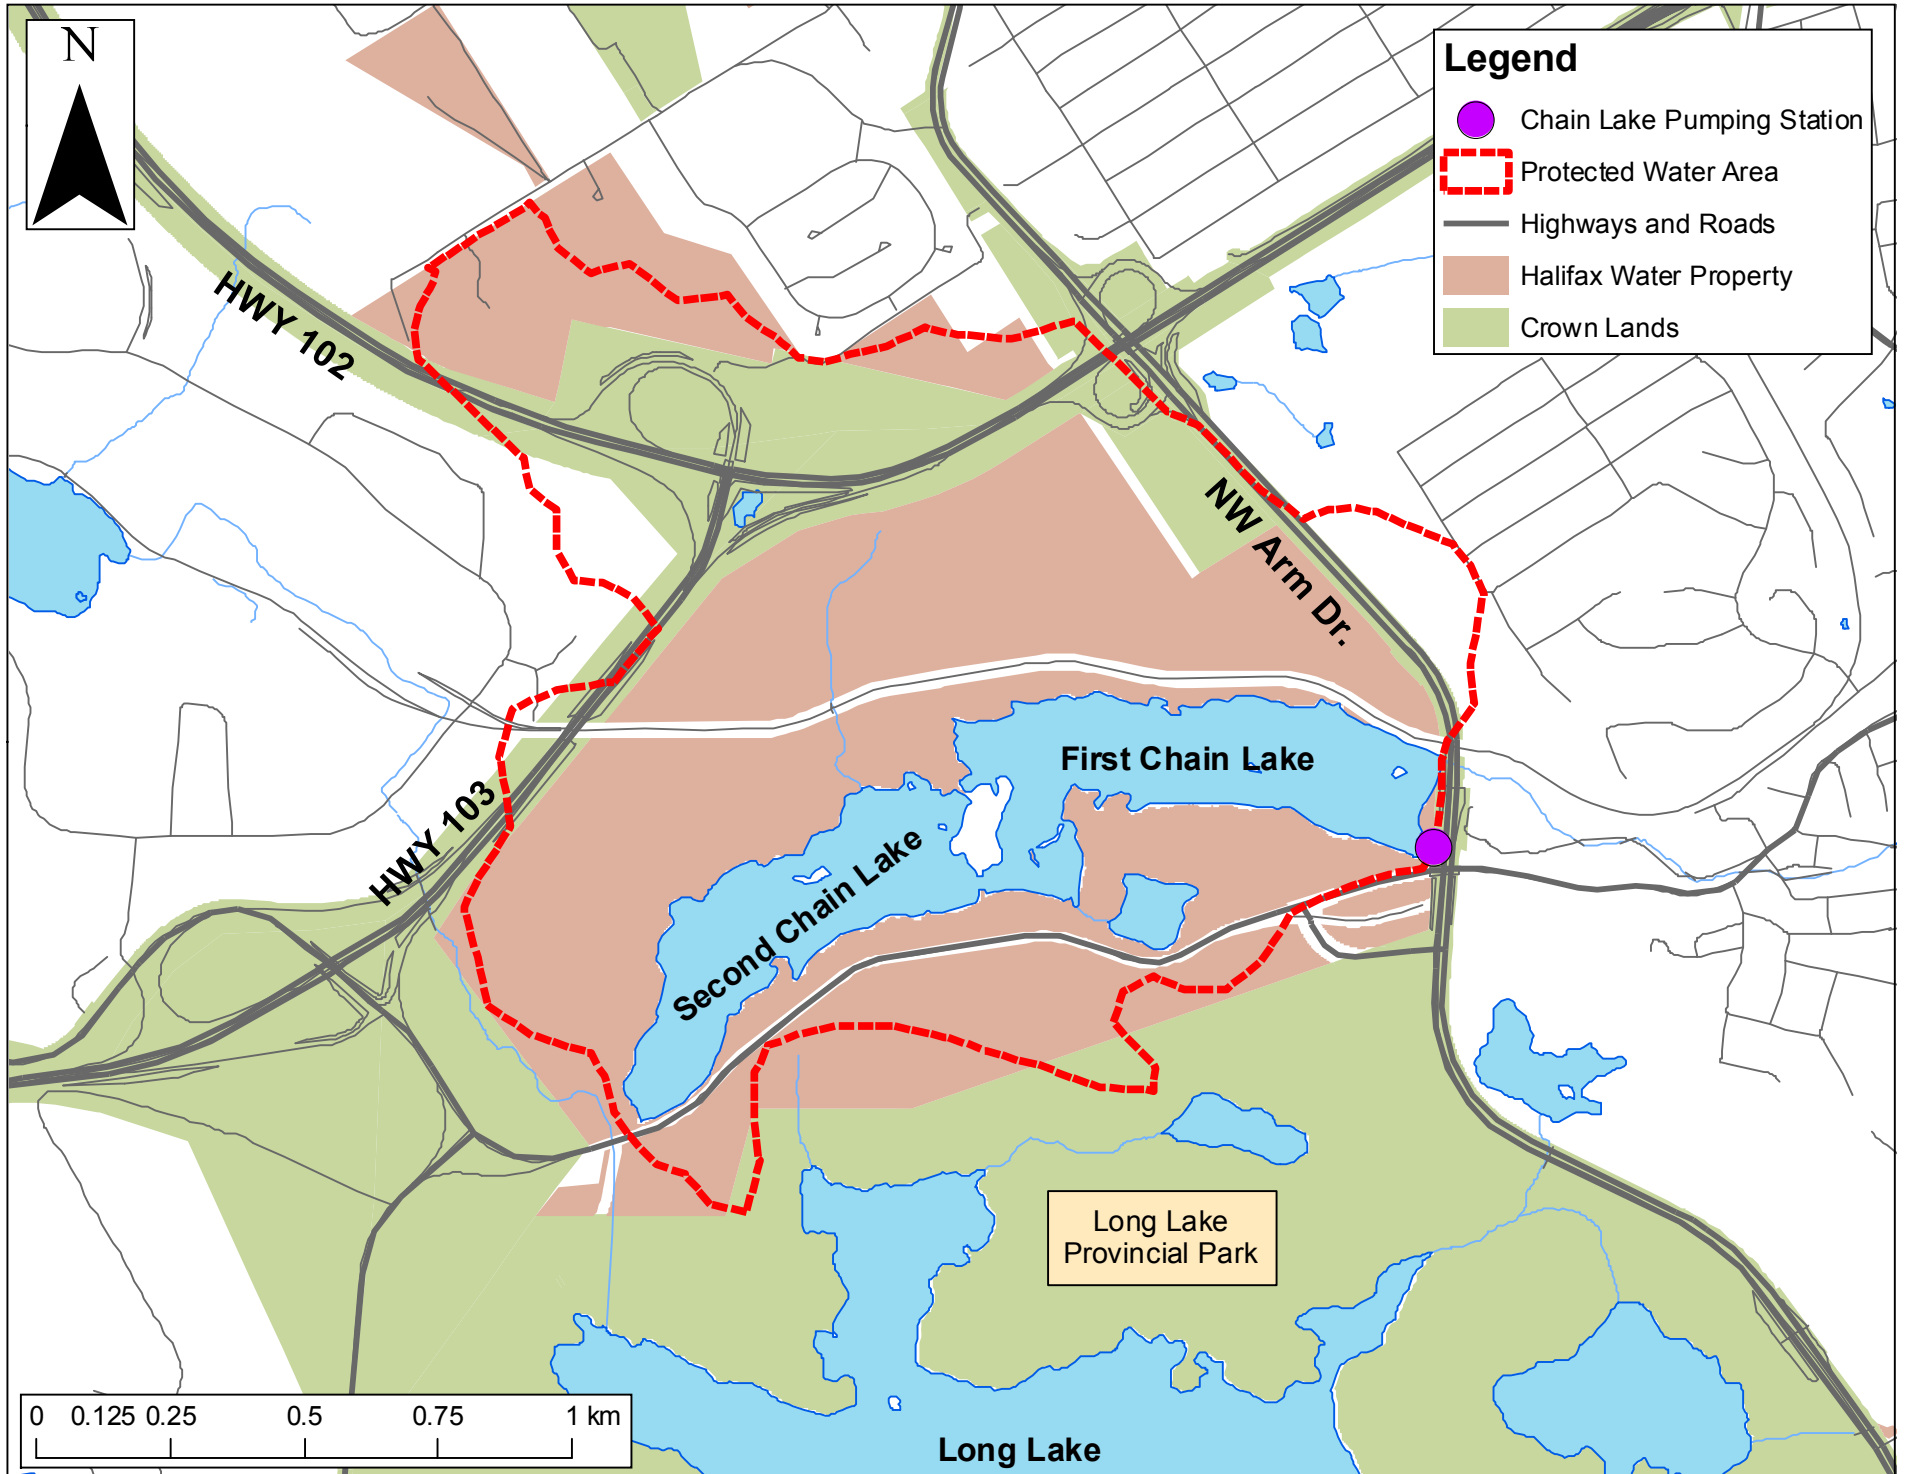 N
Legend
Chain Lake Pumping Station
Protected Water Area
Highways and Roads
Halifax Water Property
Crown Lands
HWY 102
NW Arm Dr.
First Chain Lake
HWY 103
Second Chain Lake
Long Lake
Provincial Park
0 0.125 0.25 0.5 0.75 1 km
Long Lake